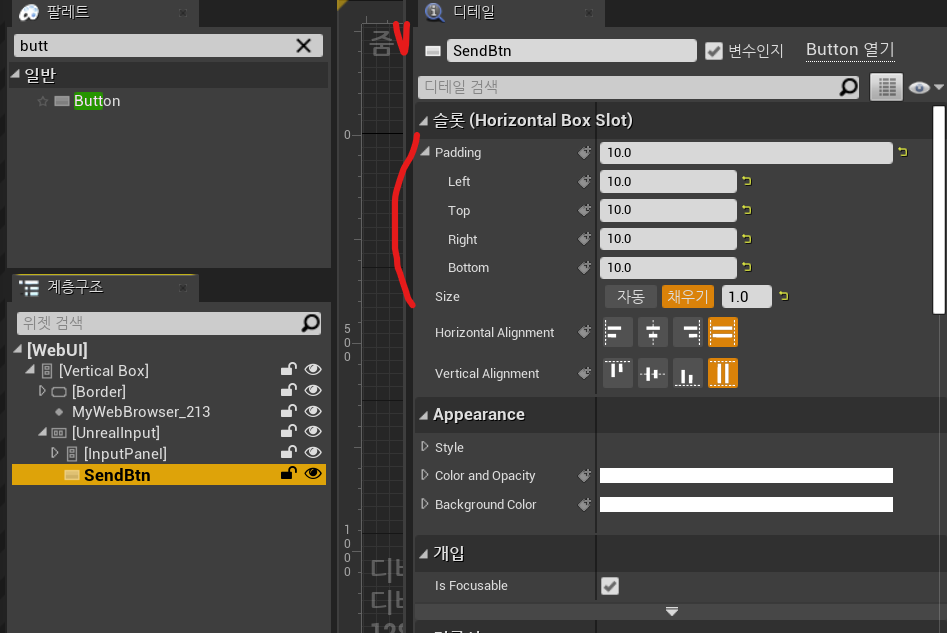 팔레트
butt
일반
Button
계층구조
위젯 검색
[WebUI]
[Vertical Box]
[Border]
MyWebBrowser_213
[UnrealInput]
[InputPanel]
SendBtn
줌
0
500
1000
디바
디바
디테일
SendBtn
변수인지
Button 열기
디테일 검색
슬롯 (Horizontal Box Slot)
Padding
10.0
Left
10.0
Top
10.0
Right
10.0
Bottom
10.0
Size
자동
채우기
1.0
Horizontal Alignment
Vertical Alignment
Appearance
Style
Color and Opacity
Background Color
개입
Is Focusable